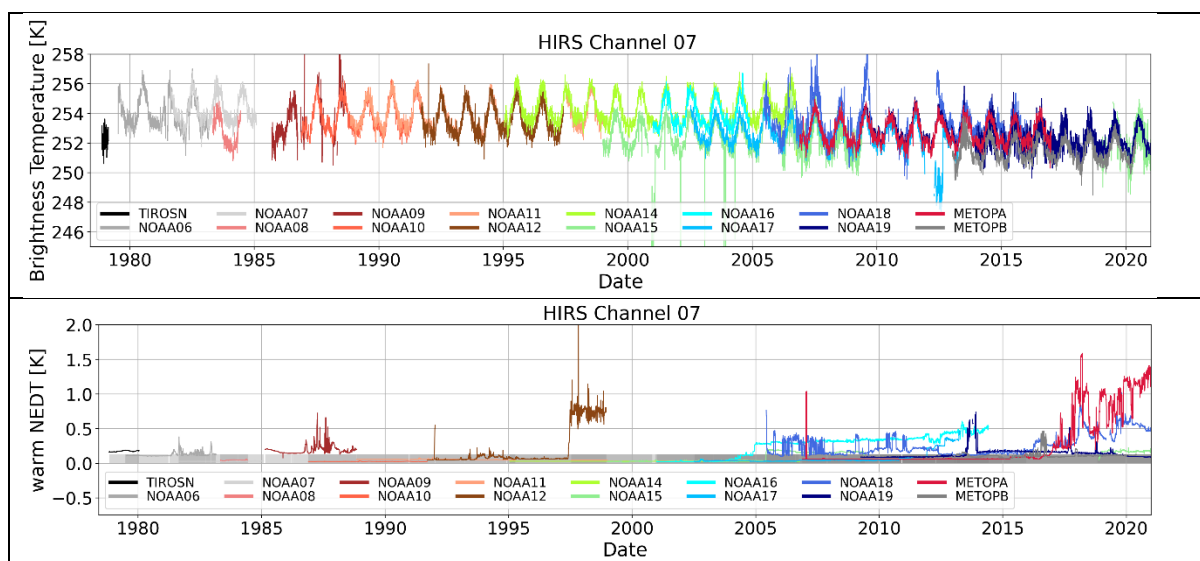 HIRS Channel 07
Brightness Temperature [K]
258
256
254
252
250
248
246
TIROSN NOAA07 NOAA09 NOAA11 NOAA14 NOAA16 NOAA18 METOPA
NOAA06 NOAA08 NOAA10 NOAA12 NOAA15 NOAA17 NOAA19 METOPB
1980 1985 1990 1995 2000 2005 2010 2015 2020
Date
HIRS Channel 07
warm NEDT [K]
2.0
1.5
1.0
0.5
0.0
−0.5
TIROSN NOAA07 NOAA09 NOAA11 NOAA14 NOAA16 NOAA18 METOPA
NOAA06 NOAA08 NOAA10 NOAA12 NOAA15 NOAA17 NOAA19 METOPB
1980 1985 1990 1995 2000 2005 2010 2015 2020
Date